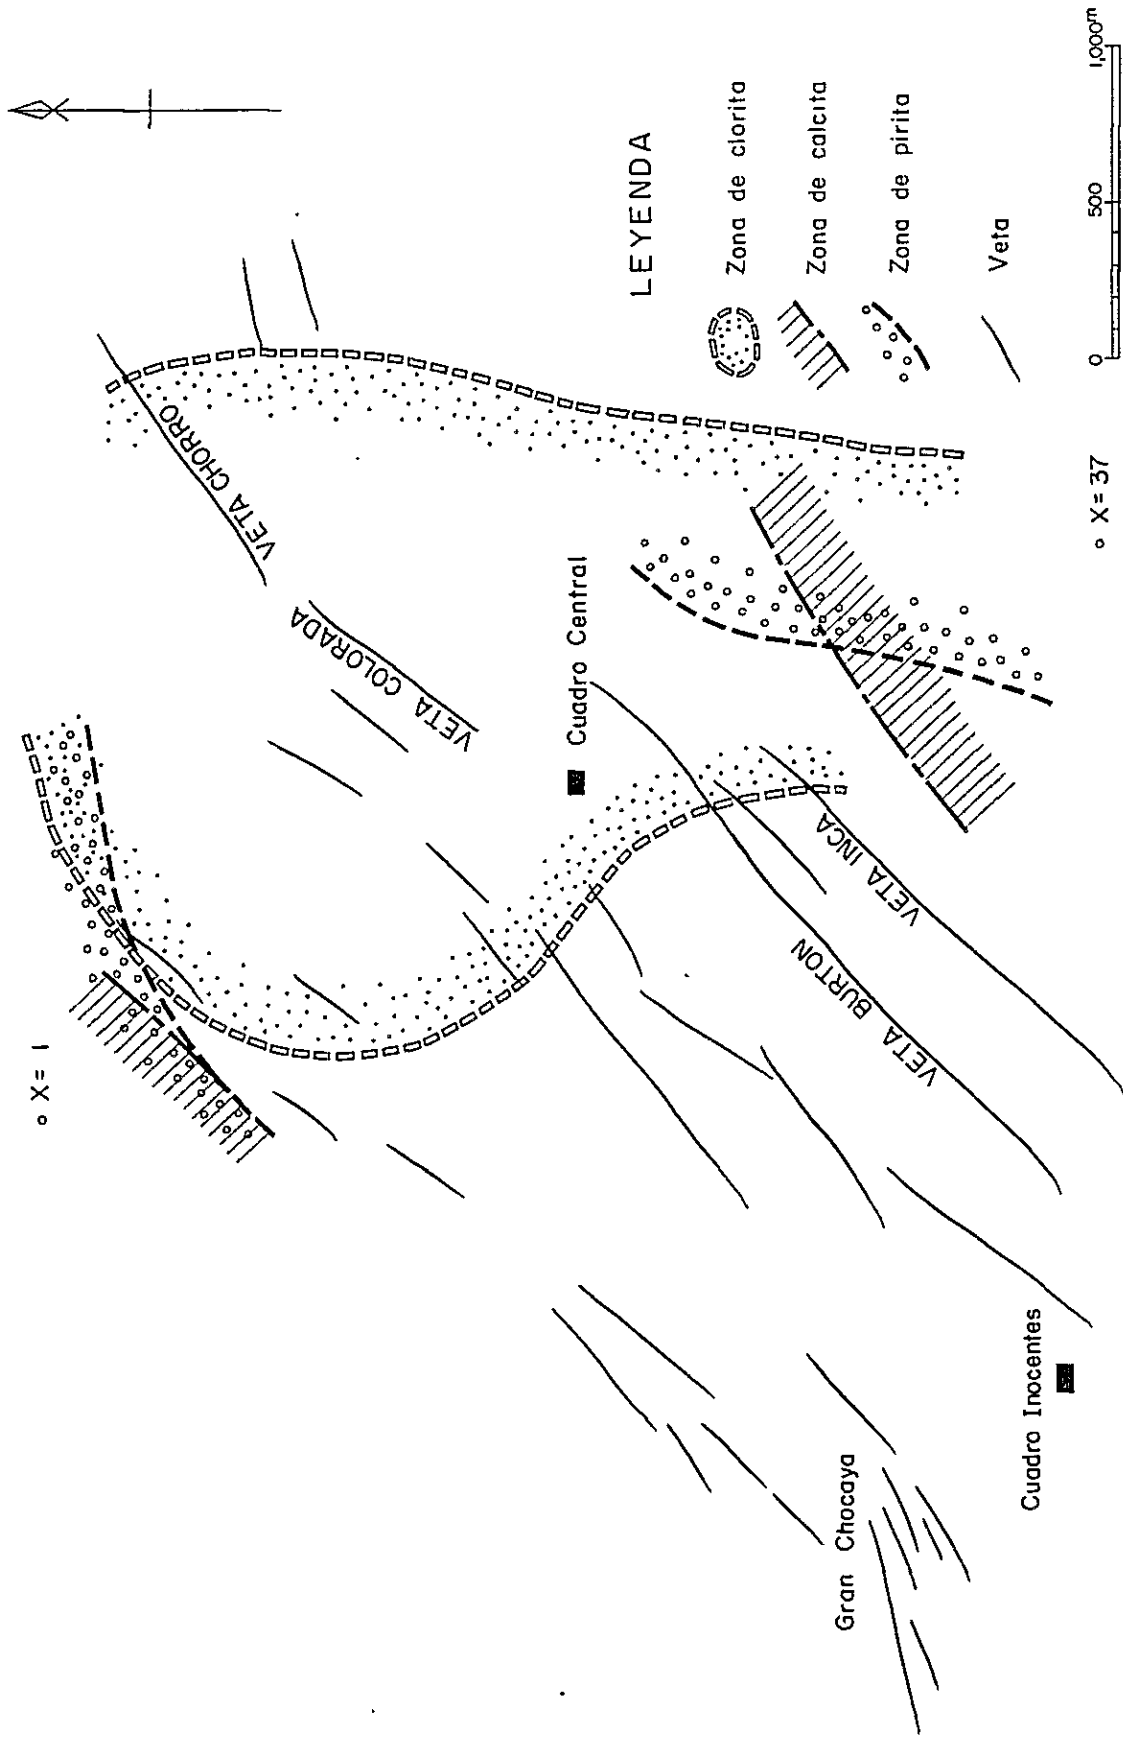 X = 1
VETA CHORRO
VETA COLORADA
Cuadro Central
VETA INCA
VETA BURTON
Gran Chocaya
Cuadro Inocentes
X = 37
LEYENDA
Zona de clorita
Zona de calcita
Zona de pirita
Veta
0 500 1,000m